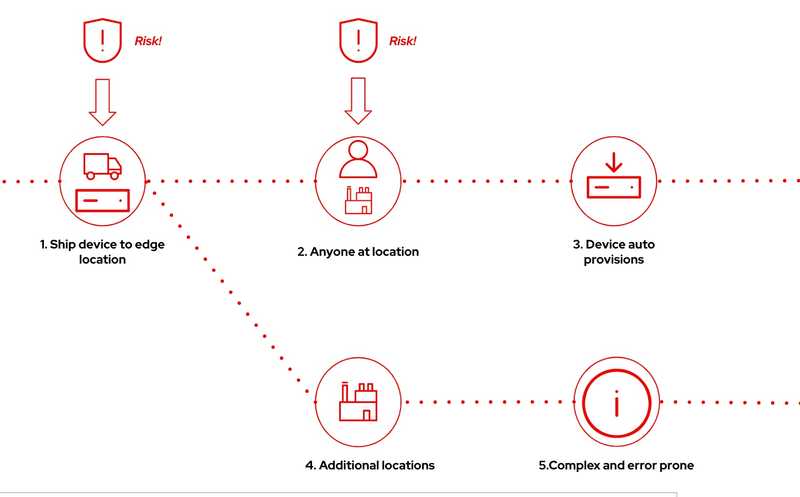 Risk!
Risk!
1. Ship device to edge
location
2. Anyone at location
3. Device auto
provisions
4. Additional locations
5.Complex and error prone